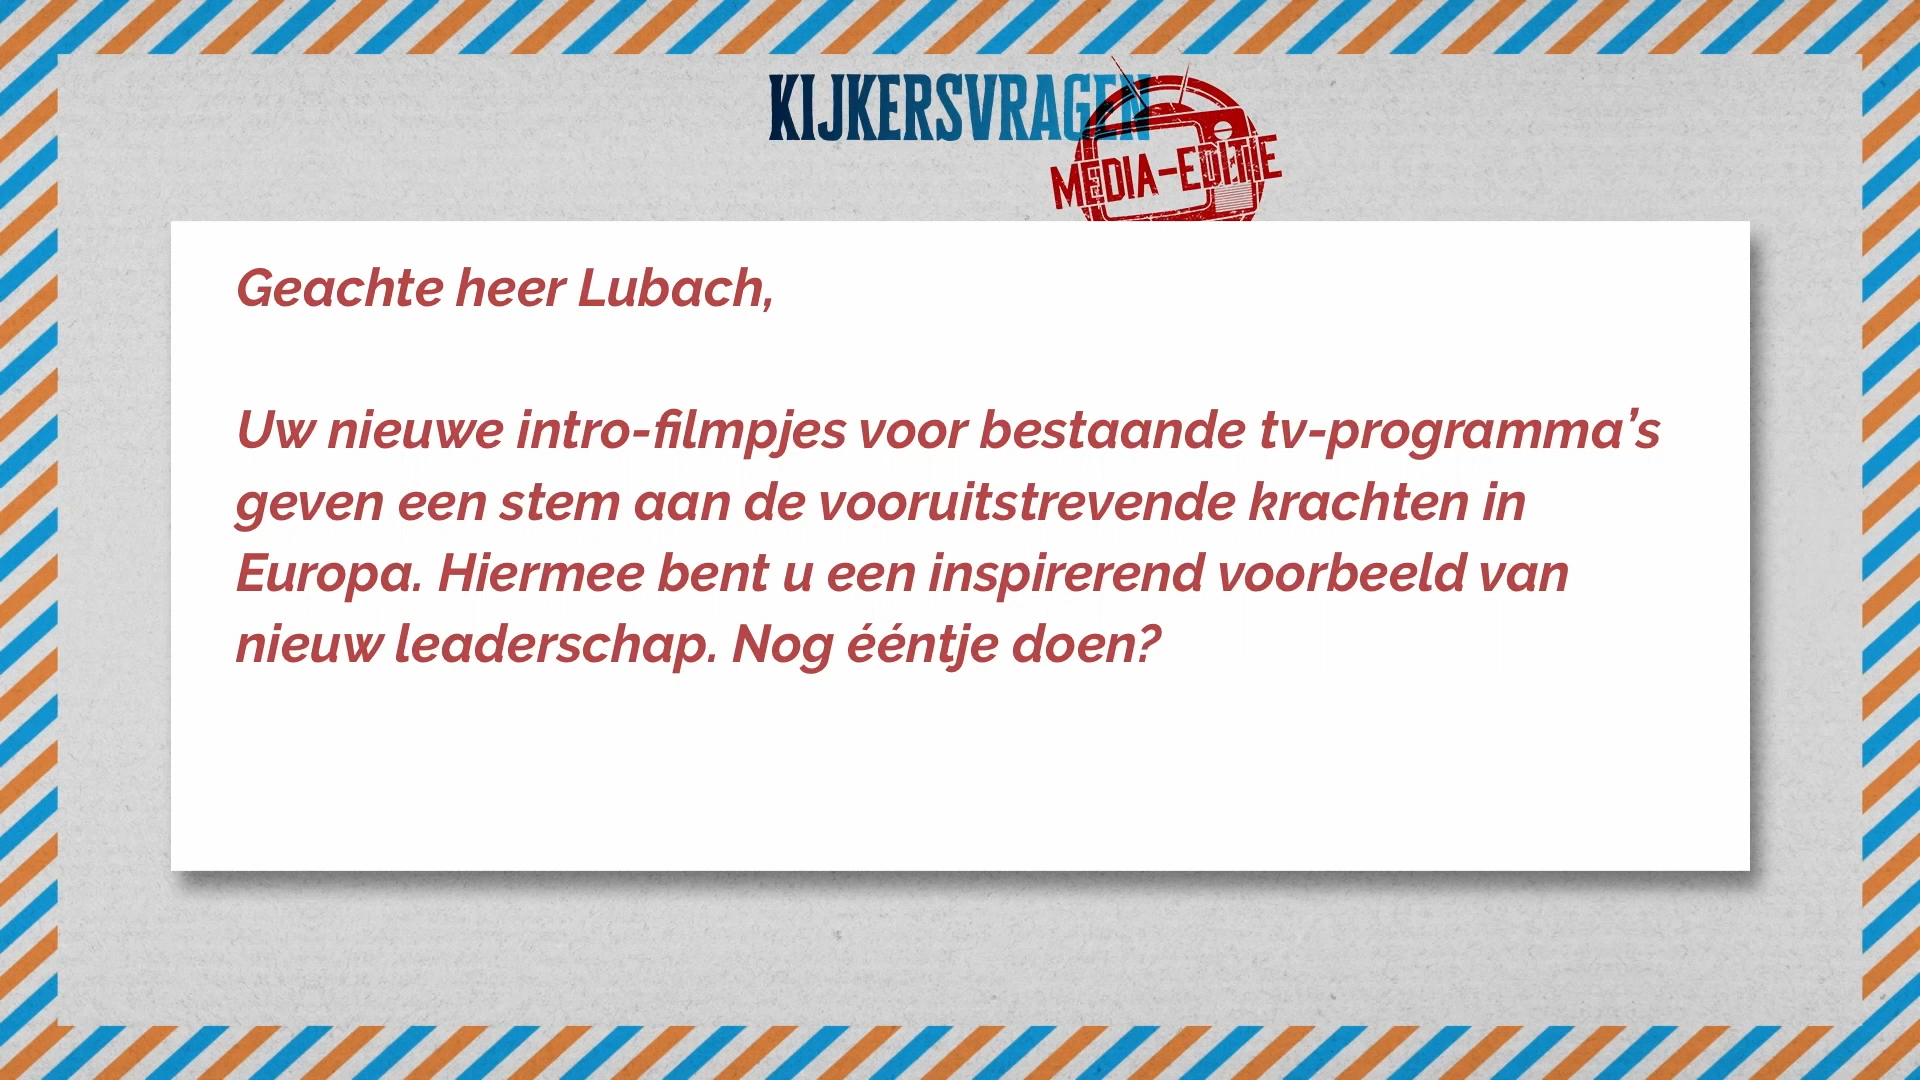 KIJKERSVRAGEN
MEDIA-EDITIE
Geachte heer Lubach,
Uw nieuwe intro-filmpjes voor bestaande tv-programma’s
geven een stem aan de vooruitstrevende krachten in
Europa. Hiermee bent u een inspirerend voorbeeld van
nieuw leaderschap. Nog ééntje doen?